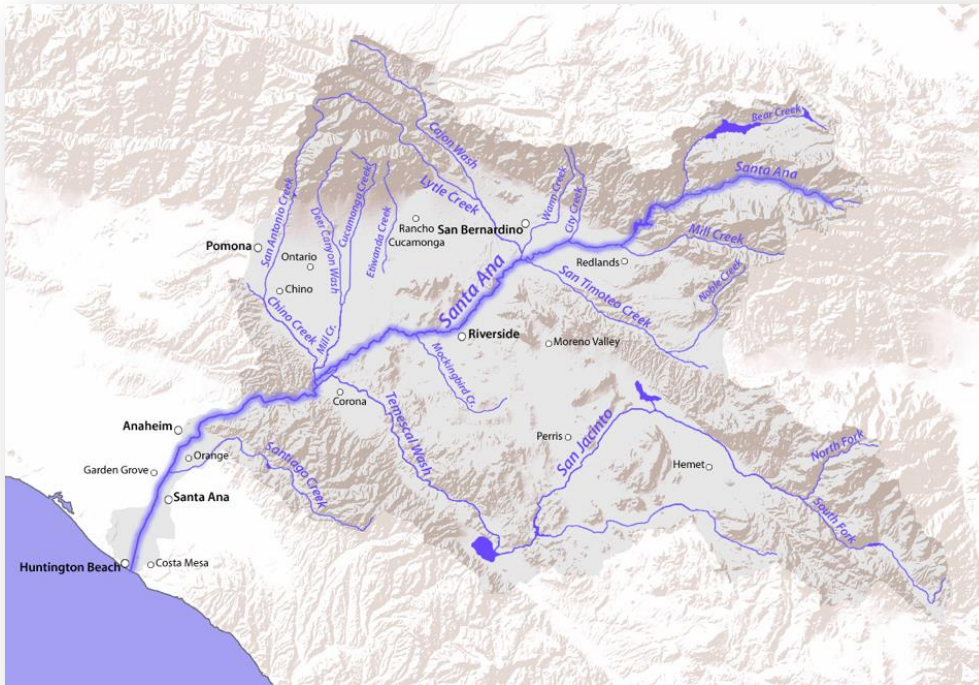 Bear Creek
Cajon Wash
Santa Ana
Lytle Creek
Warm Creek
City Creek
San Antonio Creek
Deer Canyon Wash
Cucamonga Creek
Etiwanda Creek
Rancho
Cucamonga
San Bernardino
Mill Creek
Pomona
Ontario
Redlands
Noble Creek
Santa Ana
San Timoteo Creek
Chino
Chino Creek
Mill Cr.
Riverside
Moreno Valley
Mockingbird Cr.
Corona
Temescal Wash
Anaheim
San Jacinto
Perris
North Fork
Orange
Santiago Creek
Garden Grove
Hemet
Santa Ana
South Fork
Huntington Beach
Costa Mesa